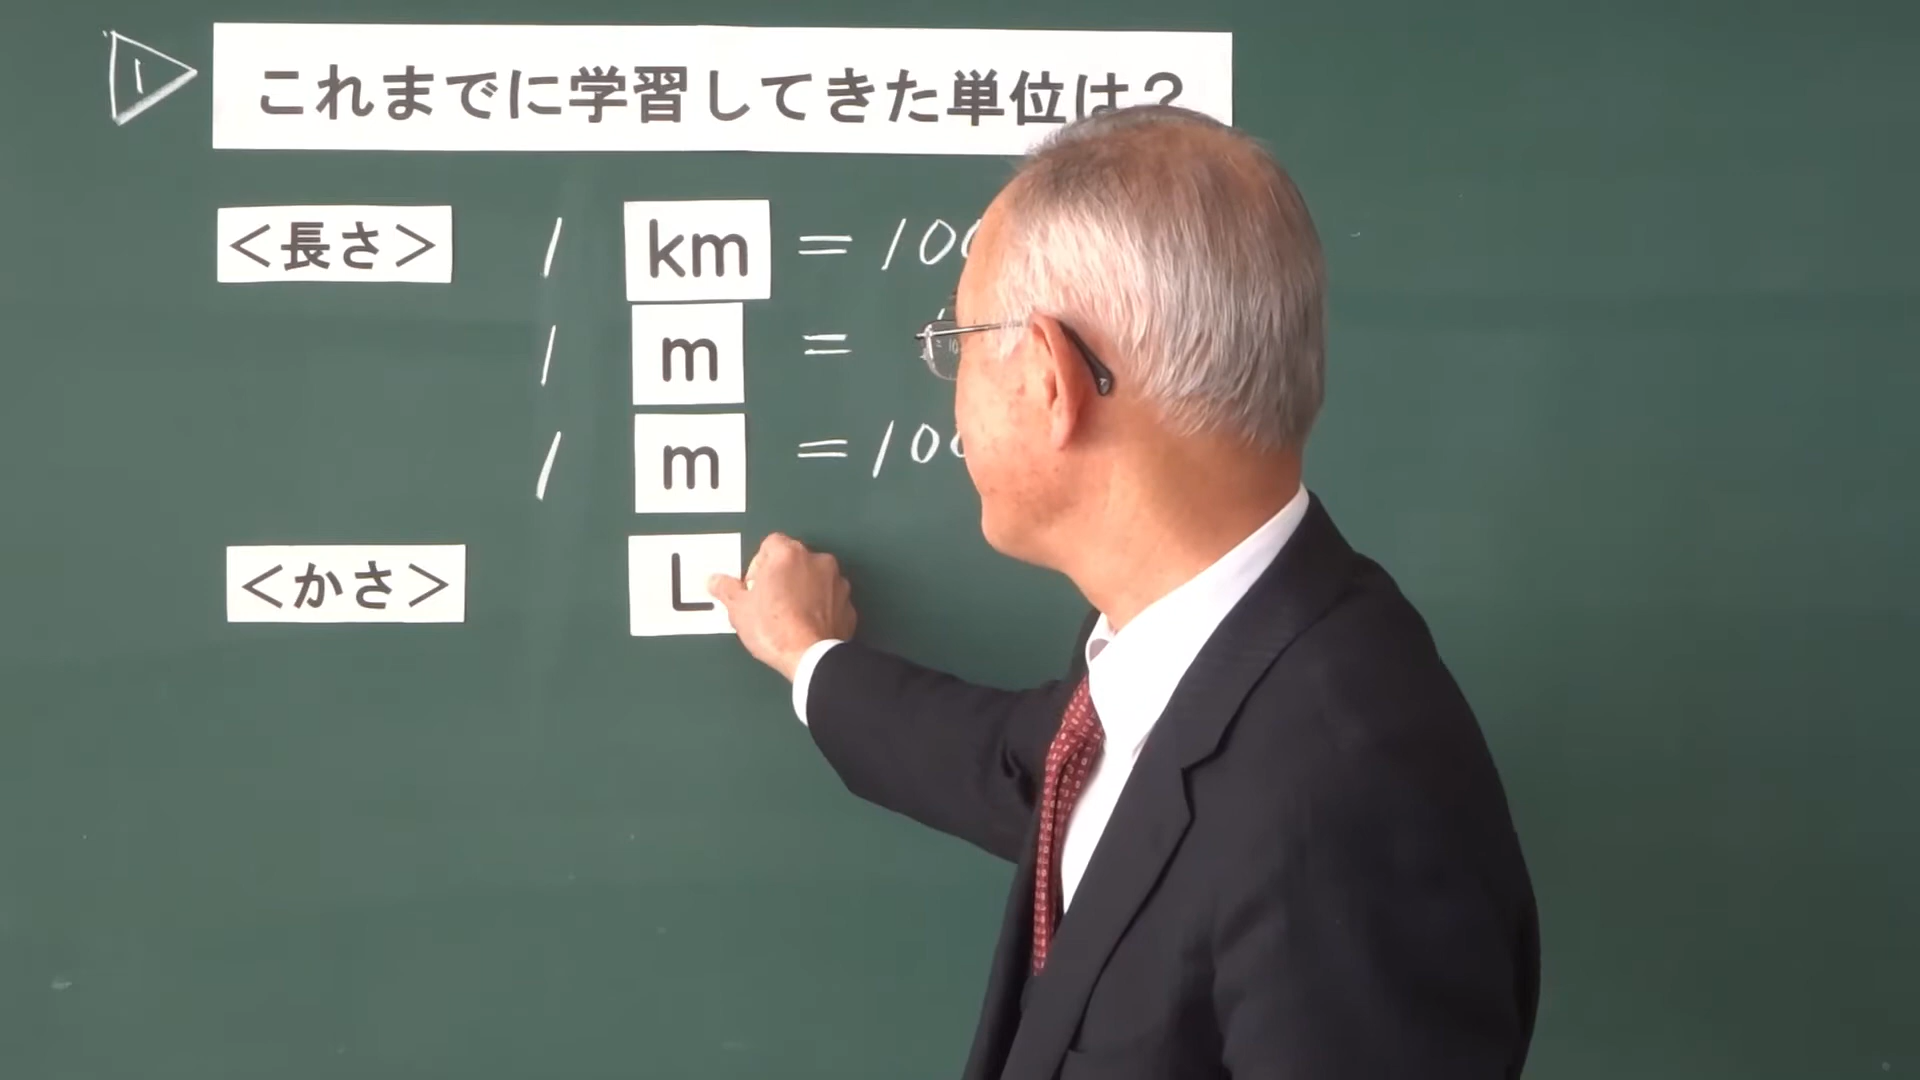 1
これまでに学習してきた単位は?
<長さ> 1 km = 100
1 m =
1 m = 100
<かさ> L